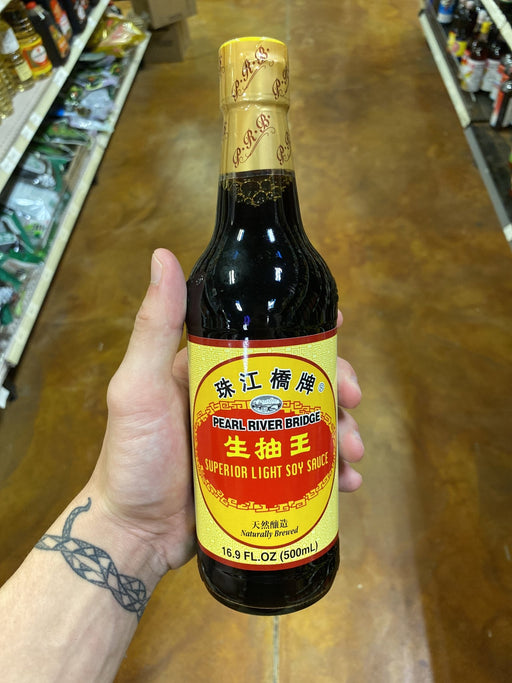 P.R.B.
P.R.B.
珠江橋牌®
PEARL RIVER BRIDGE
生抽王
SUPERIOR LIGHT SOY SAUCE
天然釀造
Naturally Brewed
16.9 FL.OZ (500mL)